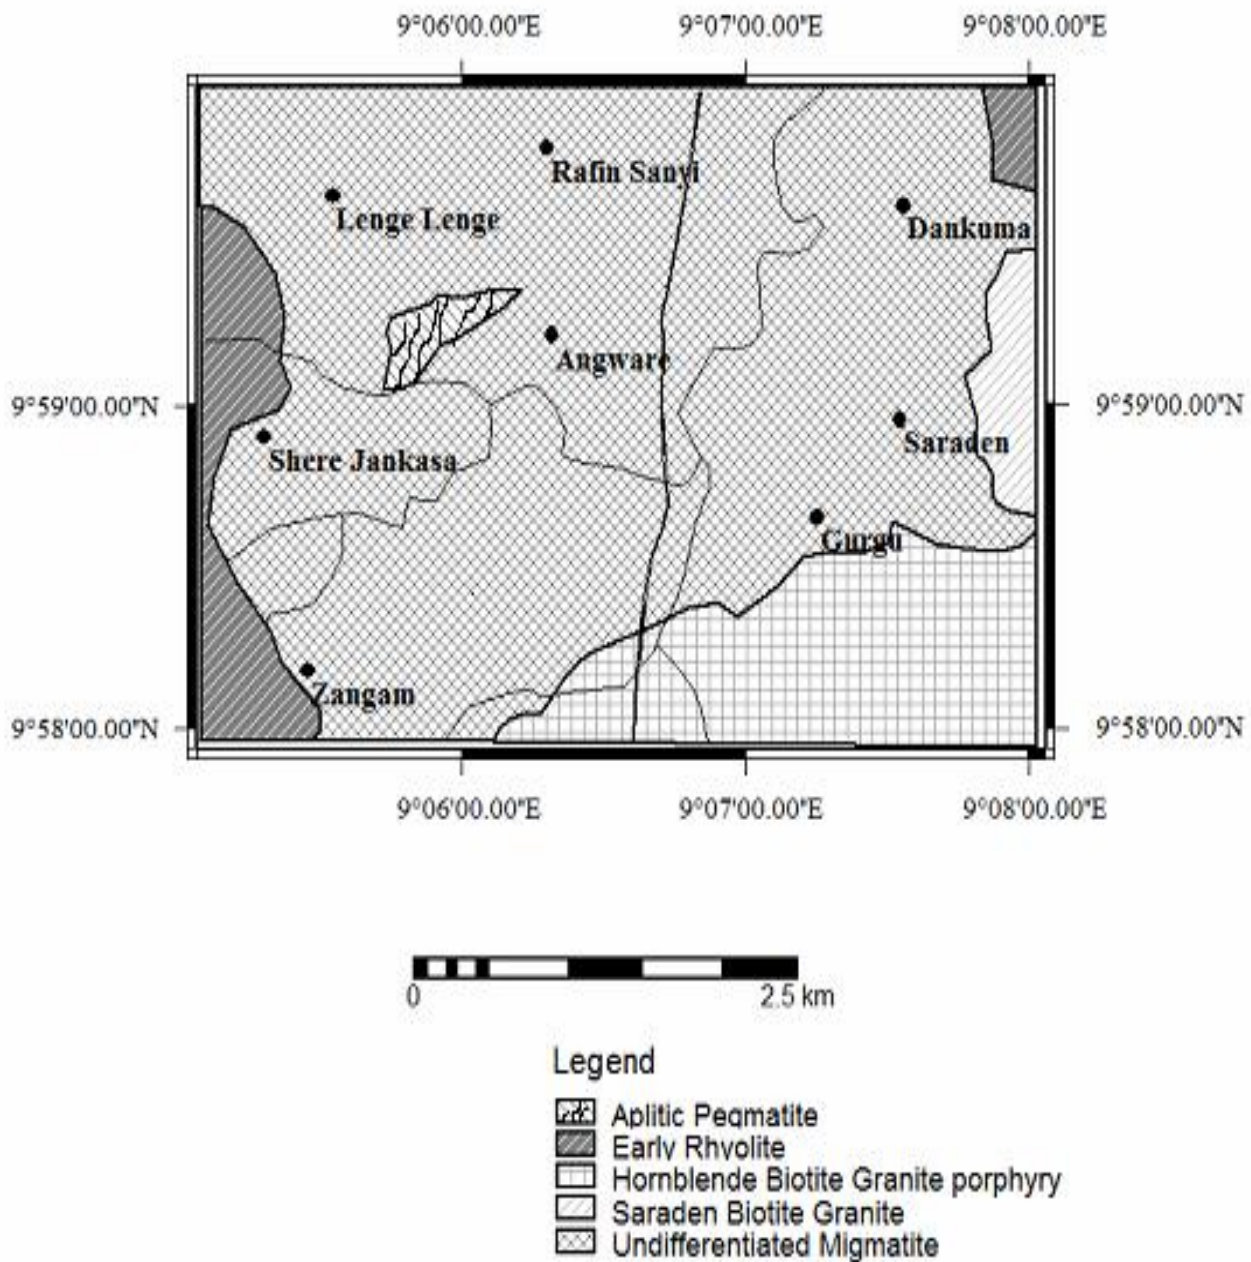 9°06'00.00"E 9°07'00.00"E 9°08'00.00"E
Rafin Sanyi
Lenge Lenge
Dankuma
Angware
9°59'00.00"N 9°59'00.00"N
Saraden
Shere Jankasa
Gurgu
Zangam
9°58'00.00"N 9°58'00.00"N
9°06'00.00"E 9°07'00.00"E 9°08'00.00"E
0 2.5 km
Legend
Aplitic Pegmatite
Early Rhyolite
Hornblende Biotite Granite porphyry
Saraden Biotite Granite
Undifferentiated Migmatite